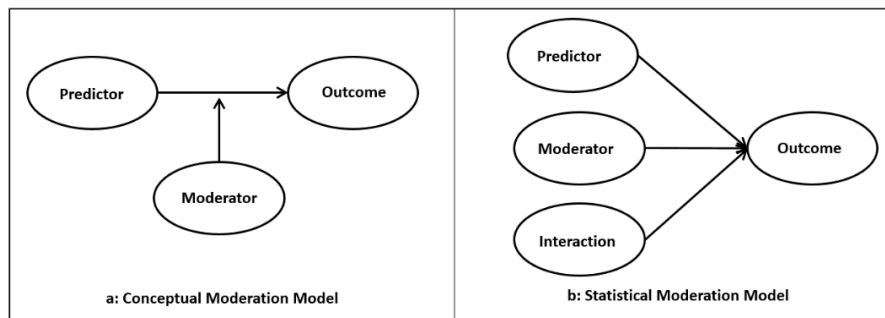 Predictor
Outcome
Moderator
a: Conceptual Moderation Model
Predictor
Moderator
Outcome
Interaction
b: Statistical Moderation Model